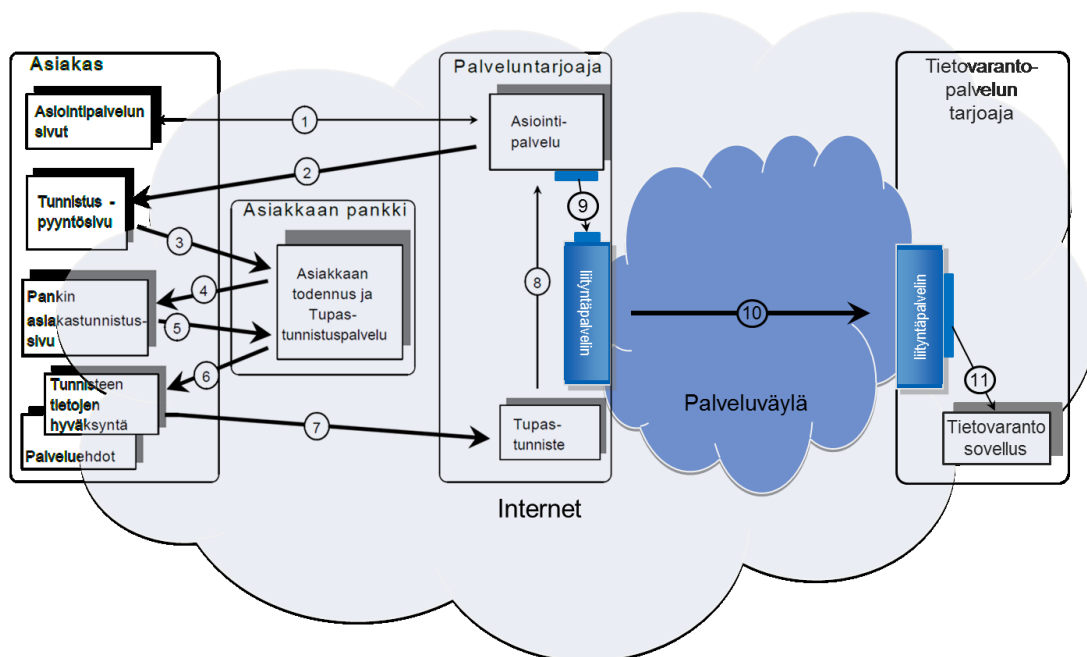 Asiakas
Asiointipalvelun
sivut
Tunnistus -
pyyntösivu
Pankin
asiakastunnistus-
sivu
Tunnisteen
tietojen
hyväksyntä
Palveluehdot
1
2
3
4
5
6
7
Asiakkaan pankki
Asiakkaan
todennus ja
Tupas-
tunnistuspalvelu
Palveluntarjoaja
Asiointi-
palvelu
8
9
liityntäpalvelin
Tupas-
tunniste
Internet
10
Palveluväylä
Tietovaranto-
palvelun
tarjoaja
liityntäpalvelin
11
Tietovaranto
sovellus